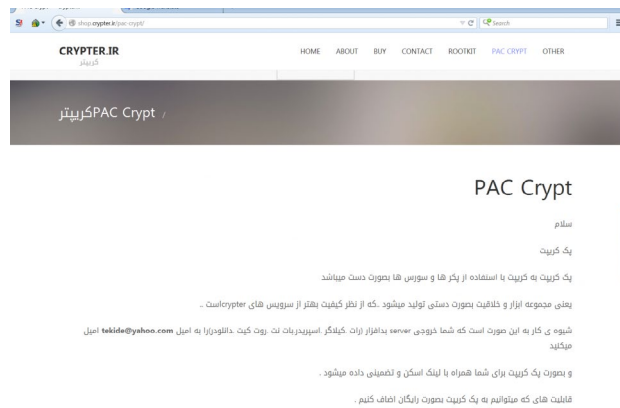 shop.crypter.ir/pac-crypt/
Search
CRYPTER.IR
کریپتر
HOME ABOUT BUY CONTACT ROOTKIT PAC CRYPT OTHER
PAC Crypt کریپتر /
PAC Crypt
سلام
پک کریپت
پک کریپت به کریپت با استفاده از پکر ها و سورس ها بصورت دست میباشد
یعنی مجموعه ابزار و خلاقیت بصورت دستی تولید میشود ..که از نظر کیفیت بهتر از سرویس های crypterاست ..
شیوه ی کار به این صورت است که شما خروجی server بدافزار (رات .کیلاگر .اسپریدر.بات نت .روت کیت .دانلودر)را به امیل tekide@yahoo.com امیل
میکنید
و بصورت پک کریپت برای شما همراه با لینک اسکن و تضمینی داده میشود .
قابلیت های که میتوانیم به پک کریپت بصورت رایگان اضاف کنیم .